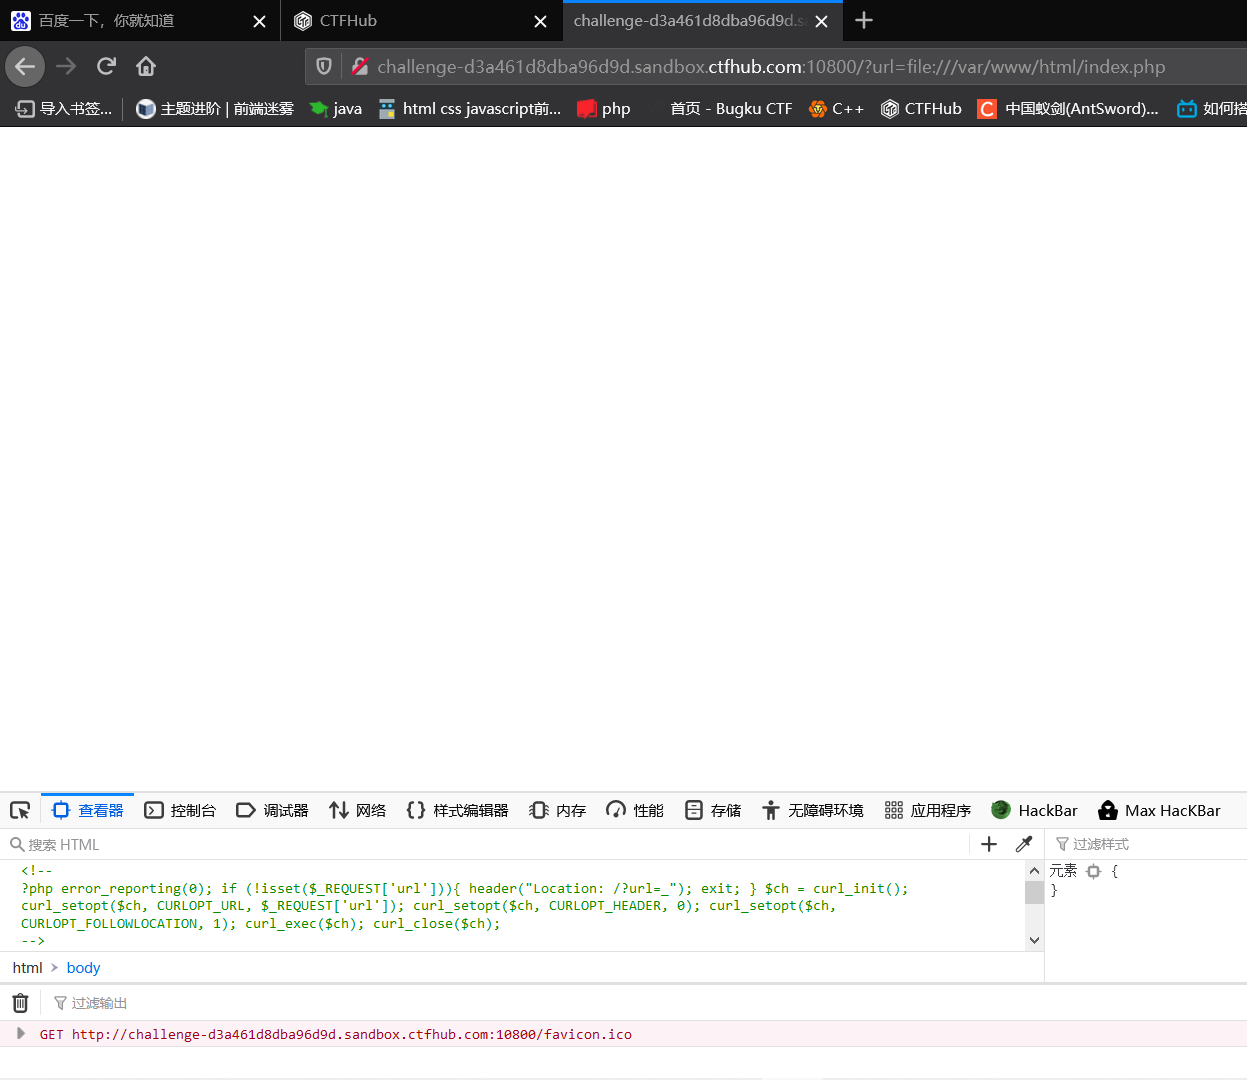 百度一下，你就知道
CTFHub
challenge-d3a461d8dba96d9d.sa
challenge-d3a461d8dba96d9d.sandbox.ctfhub.com:10800/?url=file:///var/www/html/index.php
导入书签... 主题进阶 | 前端迷雾 java html css javascript前... php 首页 - Bugku CTF C++ CTFHub 中国蚁剑(AntSword)... 如何搭
查看器 控制台 调试器 网络 样式编辑器 内存 性能 存储 无障碍环境 应用程序 HackBar Max HacKBar
搜索 HTML
过滤样式
<!--
?php error_reporting(0); if (!isset($_REQUEST['url'])){ header("Location: /?url=_"); exit; } $ch = curl_init();
curl_setopt($ch, CURLOPT_URL, $_REQUEST['url']); curl_setopt($ch, CURLOPT_HEADER, 0); curl_setopt($ch,
CURLOPT_FOLLOWLOCATION, 1); curl_exec($ch); curl_close($ch);
-->
元素 {
}
html > body
过滤输出
GET http://challenge-d3a461d8dba96d9d.sandbox.ctfhub.com:10800/favicon.ico